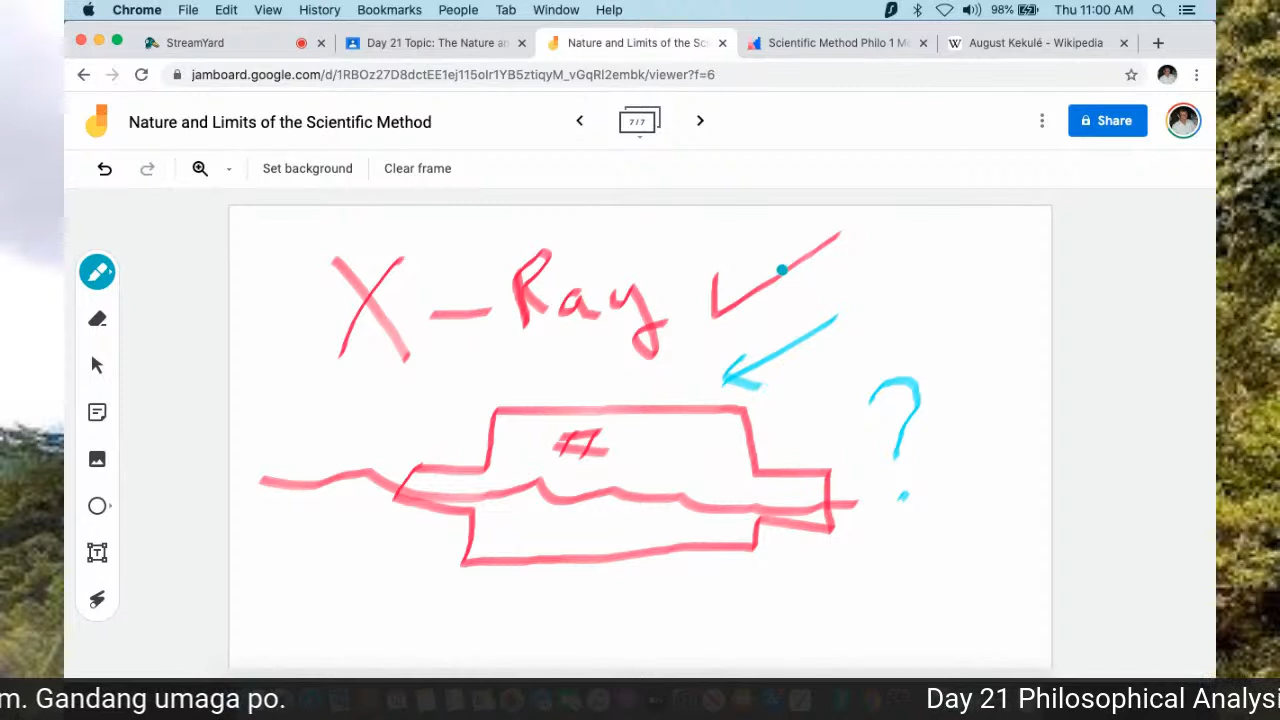 Chrome File Edit View History Bookmarks People Tab Window Help 98% Thu 11:00 AM
StreamYard Day 21 Topic: The Nature an Nature and Limits of the Sc Scientific Method Philo 1 M August Kekulé - Wikipedia
jamboard.google.com/d/1RBOz27D8dctEE1ej115oIr1YB5ztiqyM_vGqRl2embk/viewer?f=6
Nature and Limits of the Scientific Method 7/7 Share
Set background Clear frame
X-Ray
?
m. Gandang umaga po. Day 21 Philosophical Analysi